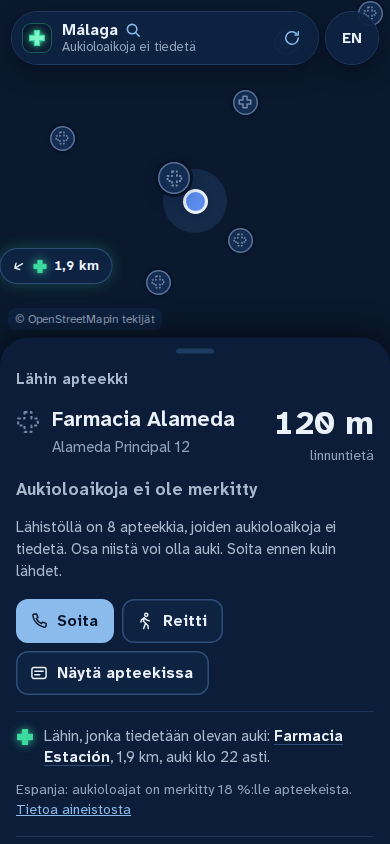 Málaga
Aukioloaikoja ei tiedetä
EN
1,9 km
© OpenStreetMapin tekijät
Lähin apteekki
Farmacia Alameda
120 m
Alameda Principal 12
linnuntietä
Aukioloaikoja ei ole merkitty
Lähistöllä on 8 apteekkia, joiden aukioloaikoja ei
tiedetä. Osa niistä voi olla auki. Soita ennen kuin
lähdet.
Soita
Reitti
Näytä apteekissa
Lähin, jonka tiedetään olevan auki: Farmacia
Estación, 1,9 km, auki klo 22 asti.
Espanja: aukioloajat on merkitty 18 %:lle apteekeista.
Tietoa aineistosta